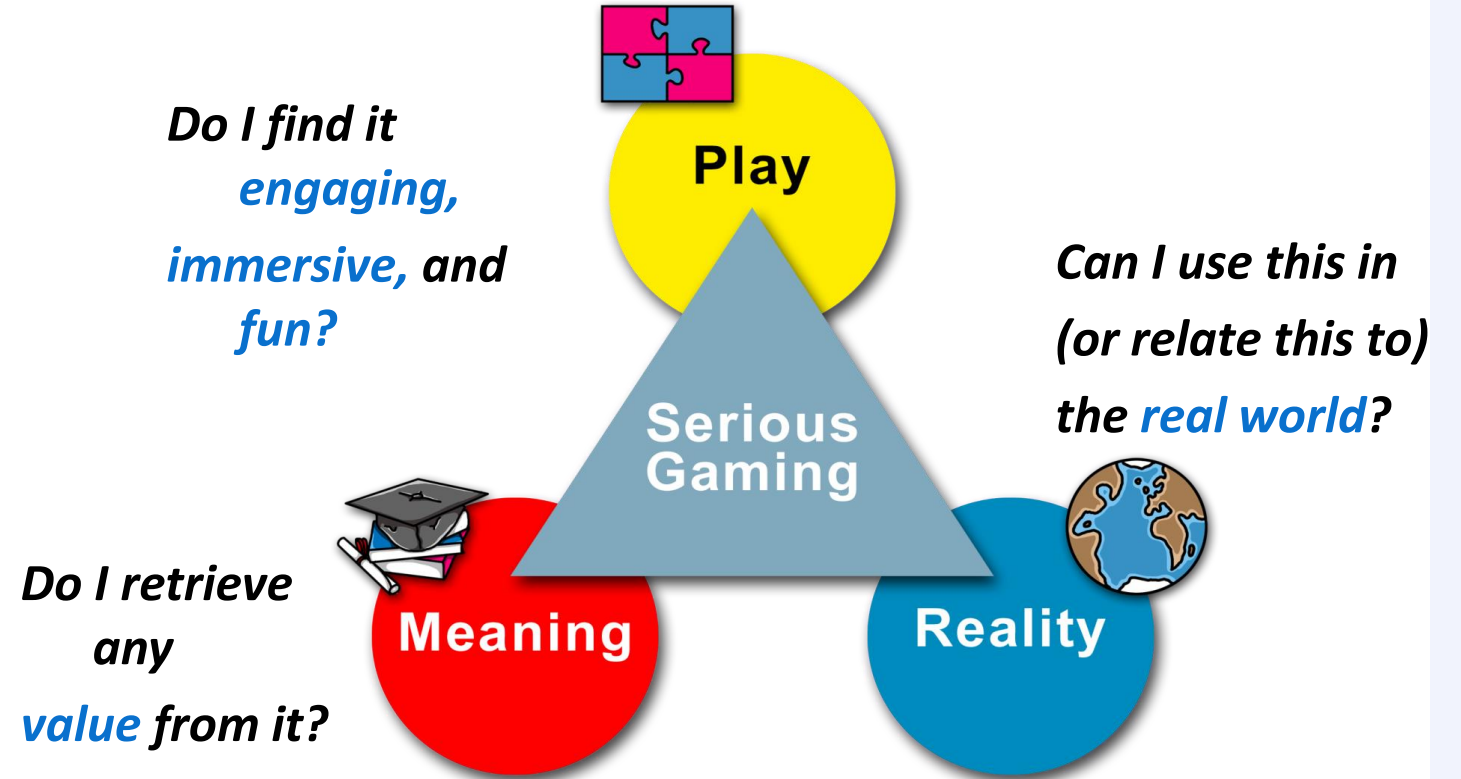 Do I find it
engaging,
immersive, and
fun?
Play
Can I use this in
(or relate this to)
the real world?
Serious
Gaming
Do I retrieve
any
value from it?
Meaning
Reality